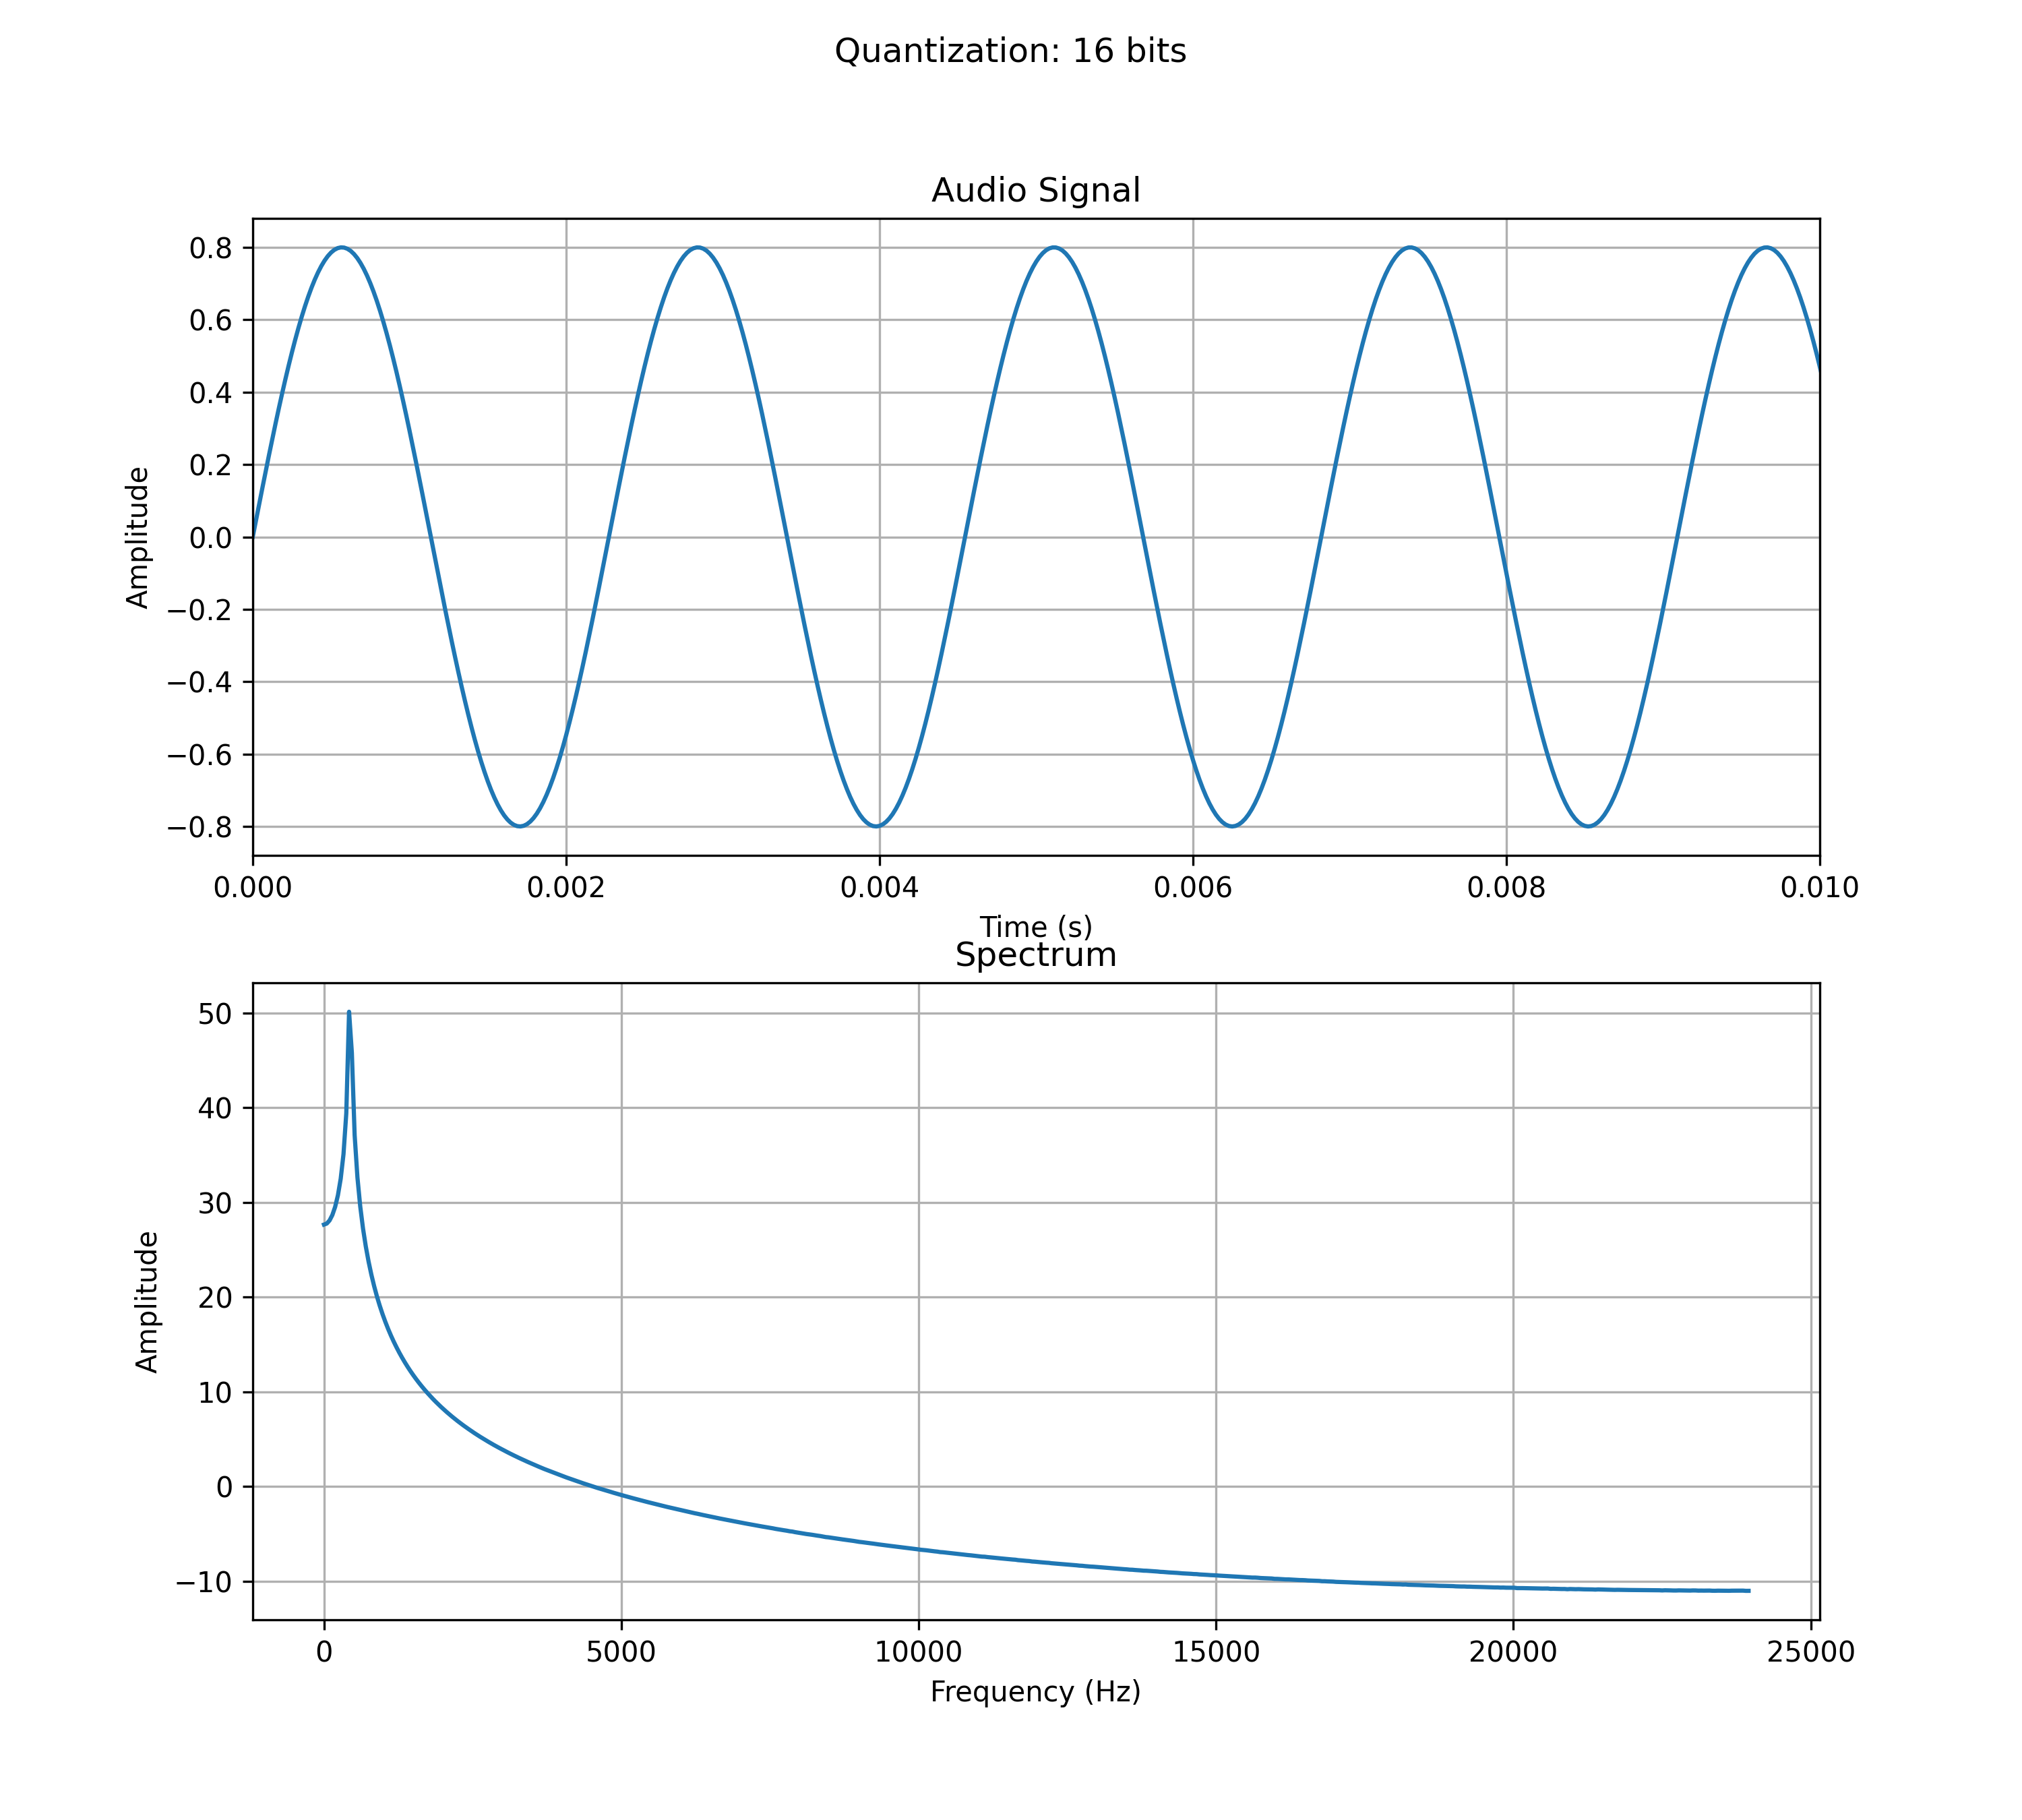 Quantization: 16 bits
Audio Signal
Amplitude
0.8
0.6
0.4
0.2
0.0
−0.2
−0.4
−0.6
−0.8
0.000 0.002 0.004 0.006 0.008 0.010
Time (s)
Spectrum
Amplitude
50
40
30
20
10
0
−10
0 5000 10000 15000 20000 25000
Frequency (Hz)